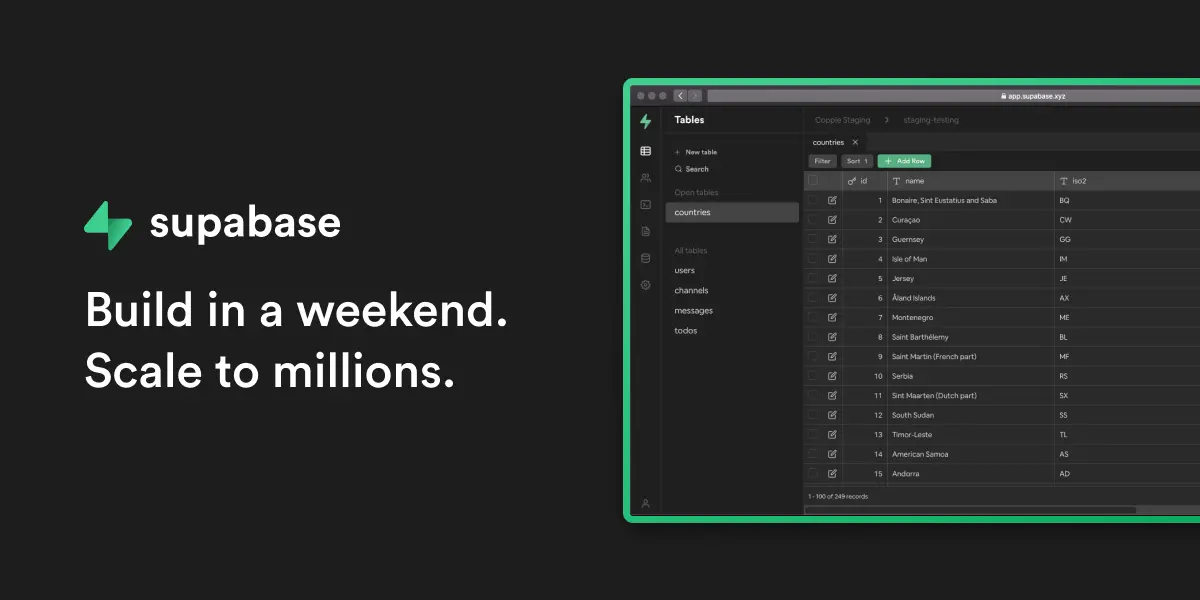 supabase
Build in a weekend.
Scale to millions.
app.supabase.xyz
Tables
+ New table
Search
Open tables
countries
All tables
users
channels
messages
todos
Copple Staging > staging-testing
countries ×
Filter Sort 1 + Add Row
id name iso2
1 Bonaire, Sint Eustatius and Saba BQ
2 Curaçao CW
3 Guernsey GG
4 Isle of Man IM
5 Jersey JE
6 Åland Islands AX
7 Montenegro ME
8 Saint Barthélemy BL
9 Saint Martin (French part) MF
10 Serbia RS
11 Sint Maarten (Dutch part) SX
12 South Sudan SS
13 Timor-Leste TL
14 American Samoa AS
15 Andorra AD
1 - 100 of 249 records